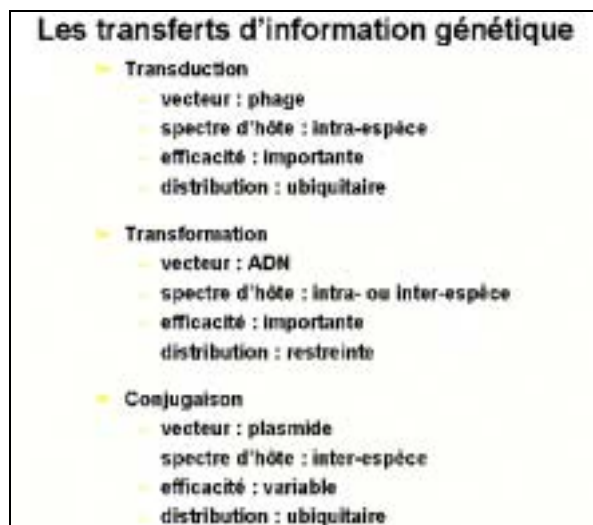 Les transferts d'information génétique
Transduction
vecteur : phage
spectre d'hôte : intra-espèce
efficacité : importante
distribution : ubiquitaire
Transformation
vecteur : ADN
spectre d'hôte : intra- ou inter-espèce
efficacité : importante
distribution : restreinte
Conjugaison
vecteur : plasmide
spectre d'hôte : inter-espèce
efficacité : variable
distribution : ubiquitaire